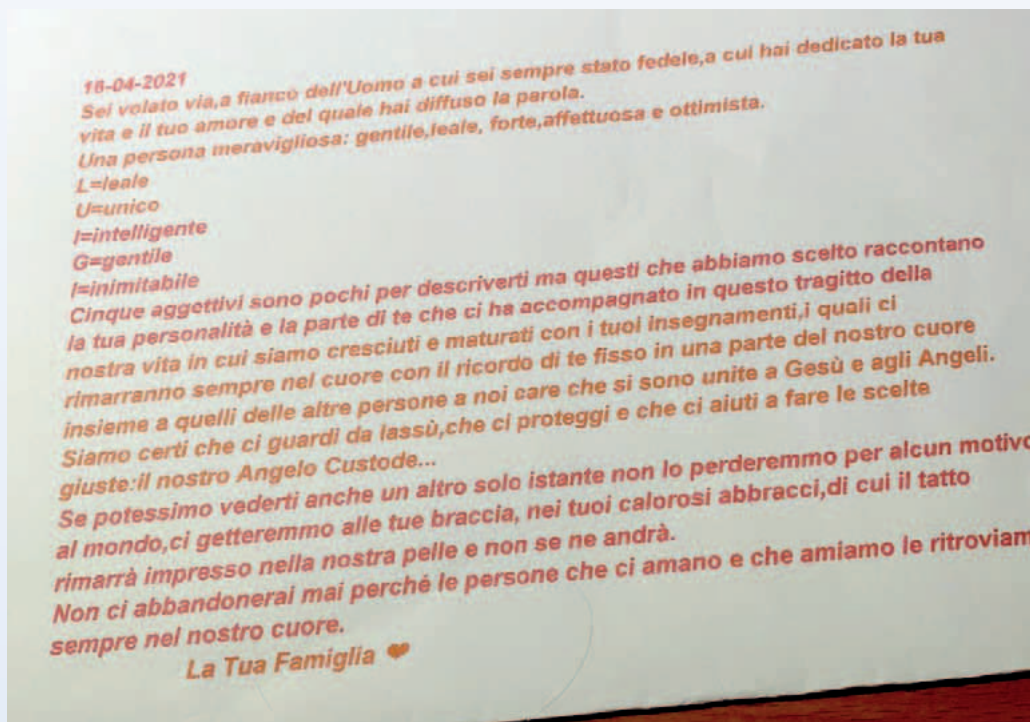 18-04-2021
Sei volato via,a fianco dell'Uomo a cui sei sempre stato fedele,a cui hai dedicato la tua
vita e il tuo amore e del quale hai diffuso la parola.
Una persona meravigliosa: gentile,leale, forte,affettuosa e ottimista.
L=leale
U=unico
I=intelligente
G=gentile
I=inimitabile
Cinque aggettivi sono pochi per descriverti ma questi che abbiamo scelto raccontano
la tua personalità e la parte di te che ci ha accompagnato in questo tragitto della
nostra vita in cui siamo cresciuti e maturati con i tuoi insegnamenti,i quali ci
rimarranno sempre nel cuore con il ricordo di te fisso in una parte del nostro cuore
insieme a quelli delle altre persone a noi care che si sono unite a Gesù e agli Angeli.
Siamo certi che ci guardi da lassù,che ci proteggi e che ci aiuti a fare le scelte
giuste:il nostro Angelo Custode...
Se potessimo vederti anche un altro solo istante non lo perderemmo per alcun motivo
al mondo,ci getteremmo alle tue braccia, nei tuoi calorosi abbracci,di cui il tatto
rimarrà impresso nella nostra pelle e non se ne andrà.
Non ci abbandonerai mai perché le persone che ci amano e che amiamo le ritroviam
sempre nel nostro cuore.
La Tua Famiglia ❤